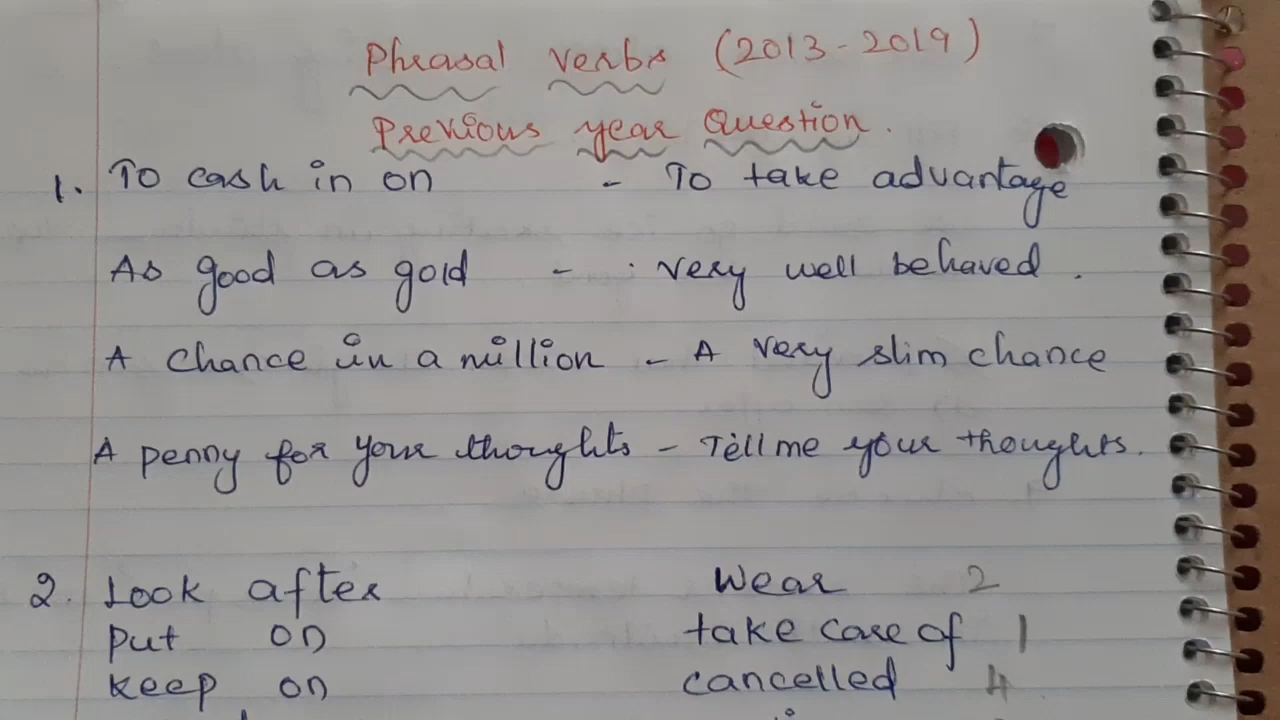 Phrasal verbs (2013-2019)
Previous year Question.
1. To cash in on - To take advantage
As good as gold - very well behaved.
A chance in a million - A very slim chance
A penny for your thoughts - Tell me your thoughts.
2. Look after wear 2
put on take care of 1
keep on cancelled 4